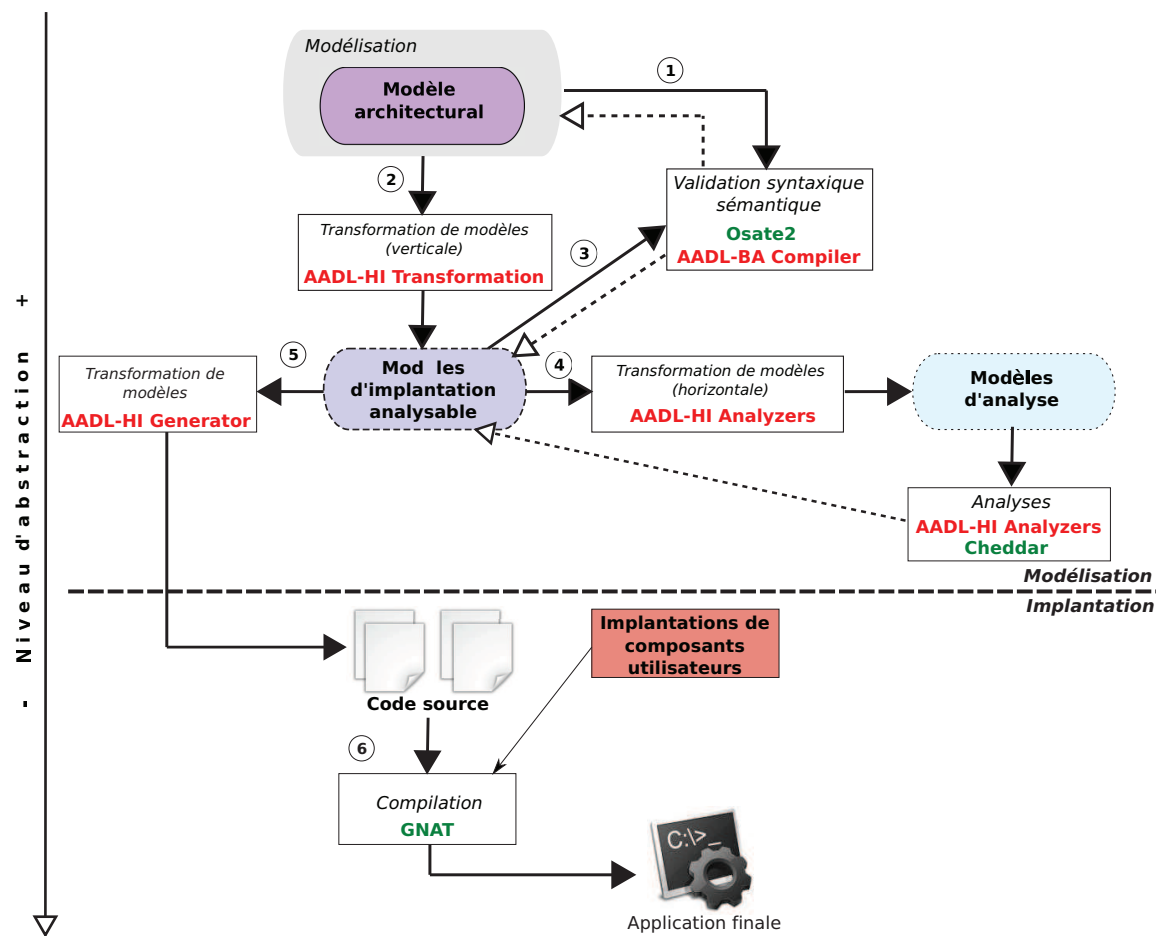 Modélisation
Modèle
architectural
1
2
Validation syntaxique
sémantique
Osate2
AADL-BA Compiler
Transformation de modèles
(verticale)
AADL-HI Transformation
3
- Niveau d'abstraction +
5
4
Transformation de
modèles
AADL-HI Generator
Mod les
d'implantation
analysable
Transformation de modèles
(horizontale)
AADL-HI Analyzers
Modèles
d'analyse
Analyses
AADL-HI Analyzers
Cheddar
Modélisation
Implantation
Implantations de
composants
utilisateurs
Code source
6
Compilation
GNAT
C:\>_
Application finale